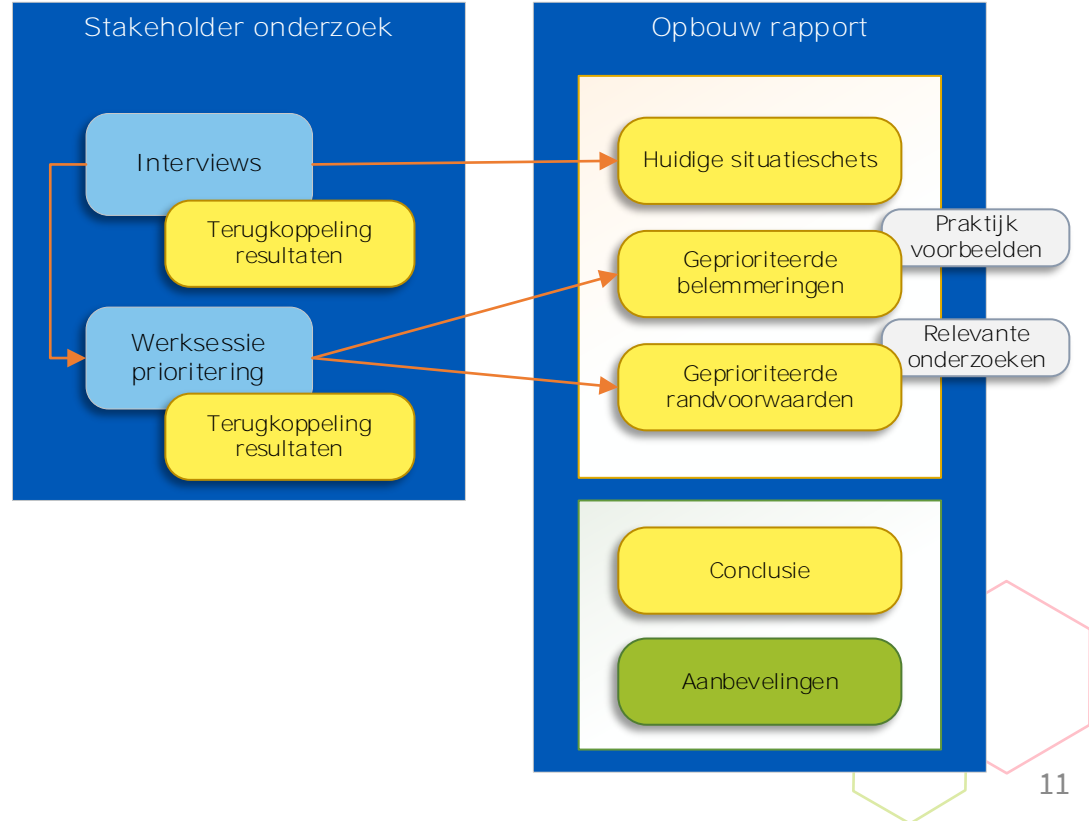 Stakeholder onderzoek
Interviews
Terugkoppeling
resultaten
Werksessie
prioritering
Terugkoppeling
resultaten
Opbouw rapport
Huidige situatieschets
Praktijk
voorbeelden
Geprioriteerde
belemmeringen
Relevante
onderzoeken
Geprioriteerde
randvoorwaarden
Conclusie
Aanbevelingen
11